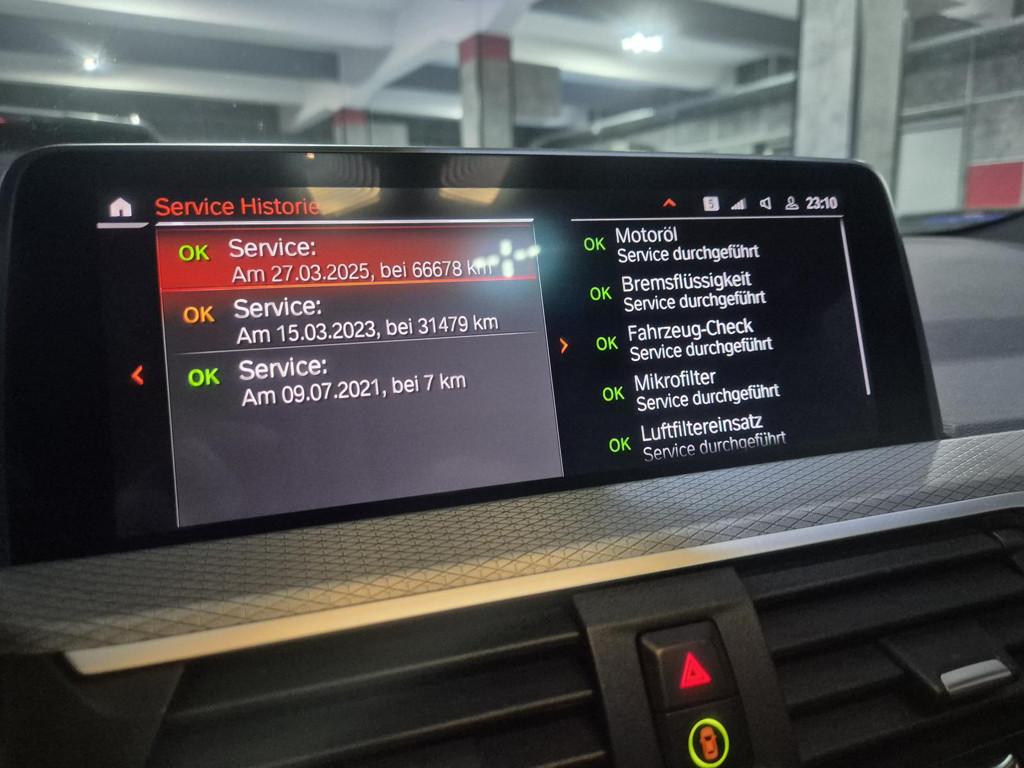 Service Historie
5
23:10
OK Service:
Am 27.03.2025, bei 66678 km
OK Service:
Am 15.03.2023, bei 31479 km
OK Service:
Am 09.07.2021, bei 7 km
OK Motoröl
Service durchgeführt
OK Bremsflüssigkeit
Service durchgeführt
OK Fahrzeug-Check
Service durchgeführt
OK Mikrofilter
Service durchgeführt
OK Luftfiltereinsatz
Service durchgeführt